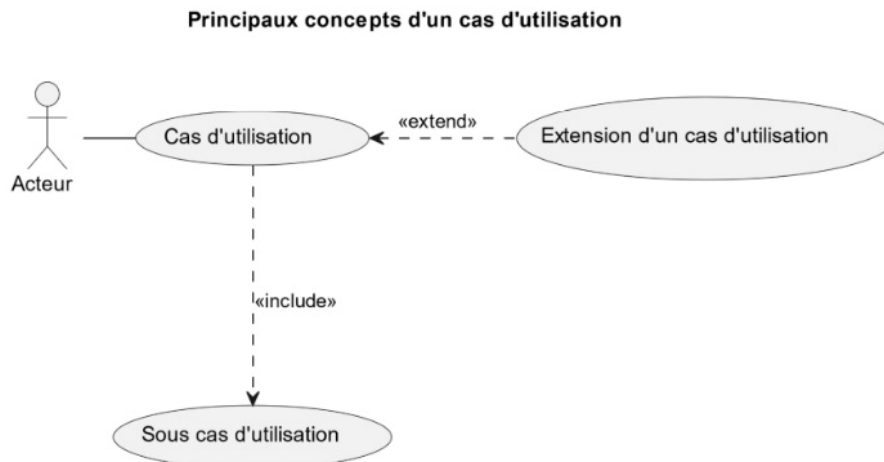 Principaux concepts d'un cas d'utilisation
«extend»
Cas d'utilisation
Extension d'un cas d'utilisation
Acteur
«include»
Sous cas d'utilisation